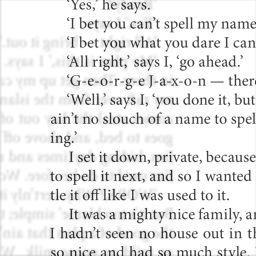 'Yes,' he says.
'I bet you can't spell my name
'I bet you what you dare I can
'All right,' says I, 'go ahead.'
'G-e-o-r-g-e J-a-x-o-n — there
'Well,' says I, 'you done it, but
ain't no slouch of a name to spel
ing.'
I set it down, private, because
to spell it next, and so I wanted
tle it off like I was used to it.
It was a mighty nice family, an
I hadn't seen no house out in th
so nice and had so much style.